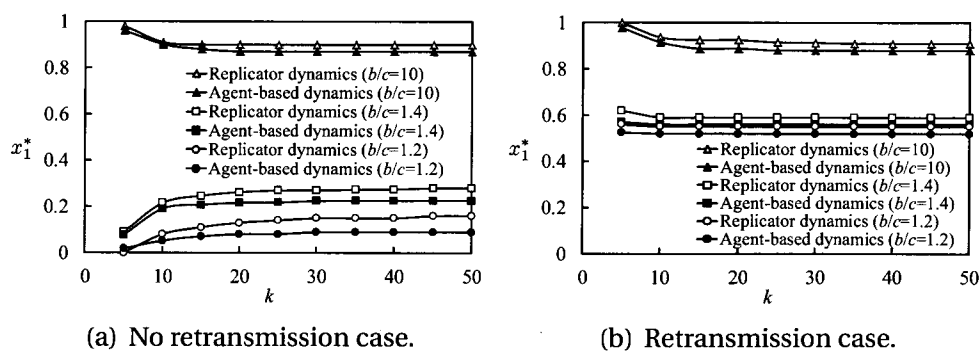 1
0.8
0.6
x₁*
0.4
0.2
0
Replicator dynamics (b/c=10)
Agent-based dynamics (b/c=10)
Replicator dynamics (b/c=1.4)
Agent-based dynamics (b/c=1.4)
Replicator dynamics (b/c=1.2)
Agent-based dynamics (b/c=1.2)
0 10 20 30 40 50
k
(a) No retransmission case.
1
0.8
0.6
x₁*
0.4
0.2
0
Replicator dynamics (b/c=10)
Agent-based dynamics (b/c=10)
Replicator dynamics (b/c=1.4)
Agent-based dynamics (b/c=1.4)
Replicator dynamics (b/c=1.2)
Agent-based dynamics (b/c=1.2)
0 10 20 30 40 50
k
(b) Retransmission case.